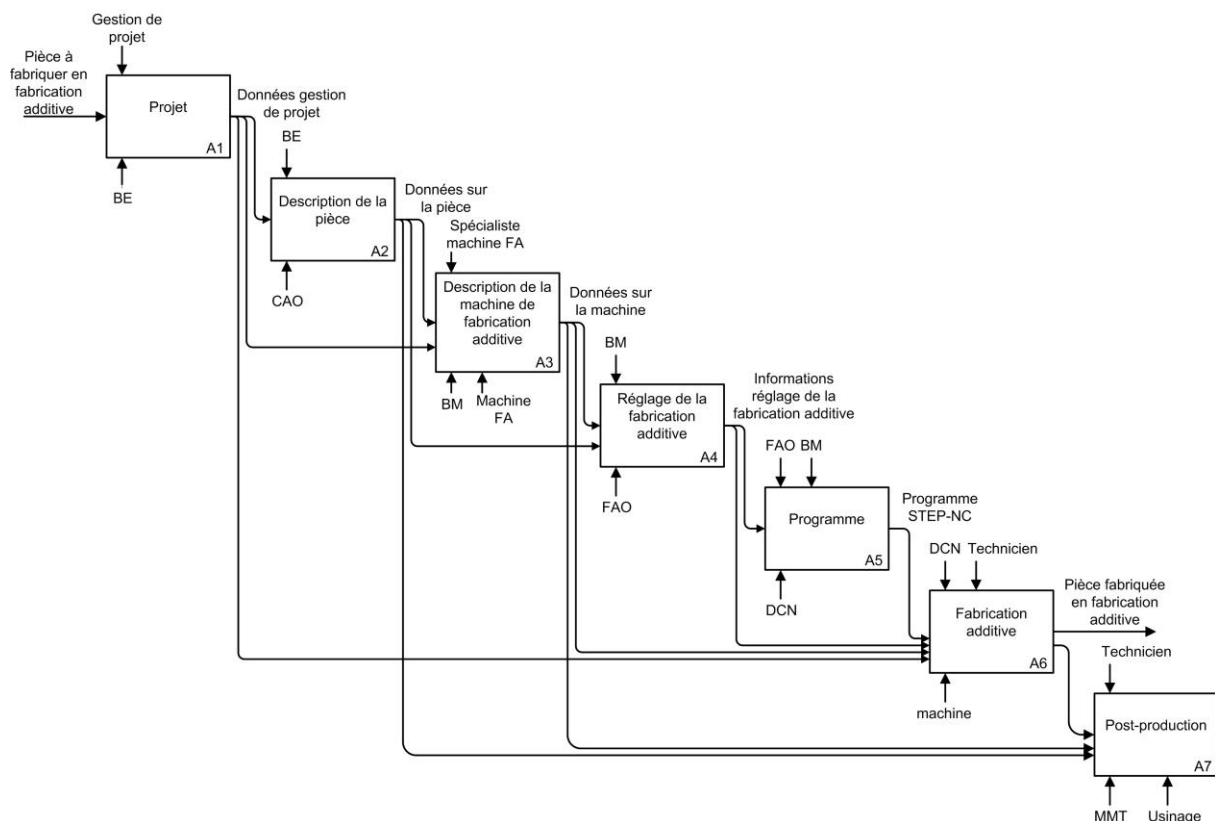 Gestion de
projet
Pièce à
fabriquer en
fabrication
additive
Projet
A1
BE
Données gestion
de projet
BE
Description de la
pièce
A2
CAO
Données sur
la pièce
Spécialiste
machine FA
Description de la
machine de
fabrication
additive
A3
BM
Machine
FA
Données sur
la machine
BM
Réglage de la
fabrication
additive
A4
FAO
Informations
réglage de la
fabrication additive
FAO BM
Programme
A5
DCN
Programme
STEP-NC
DCN Technicien
Fabrication
additive
A6
machine
Pièce fabriquée
en fabrication
additive
Technicien
Post-production
A7
MMT
Usinage